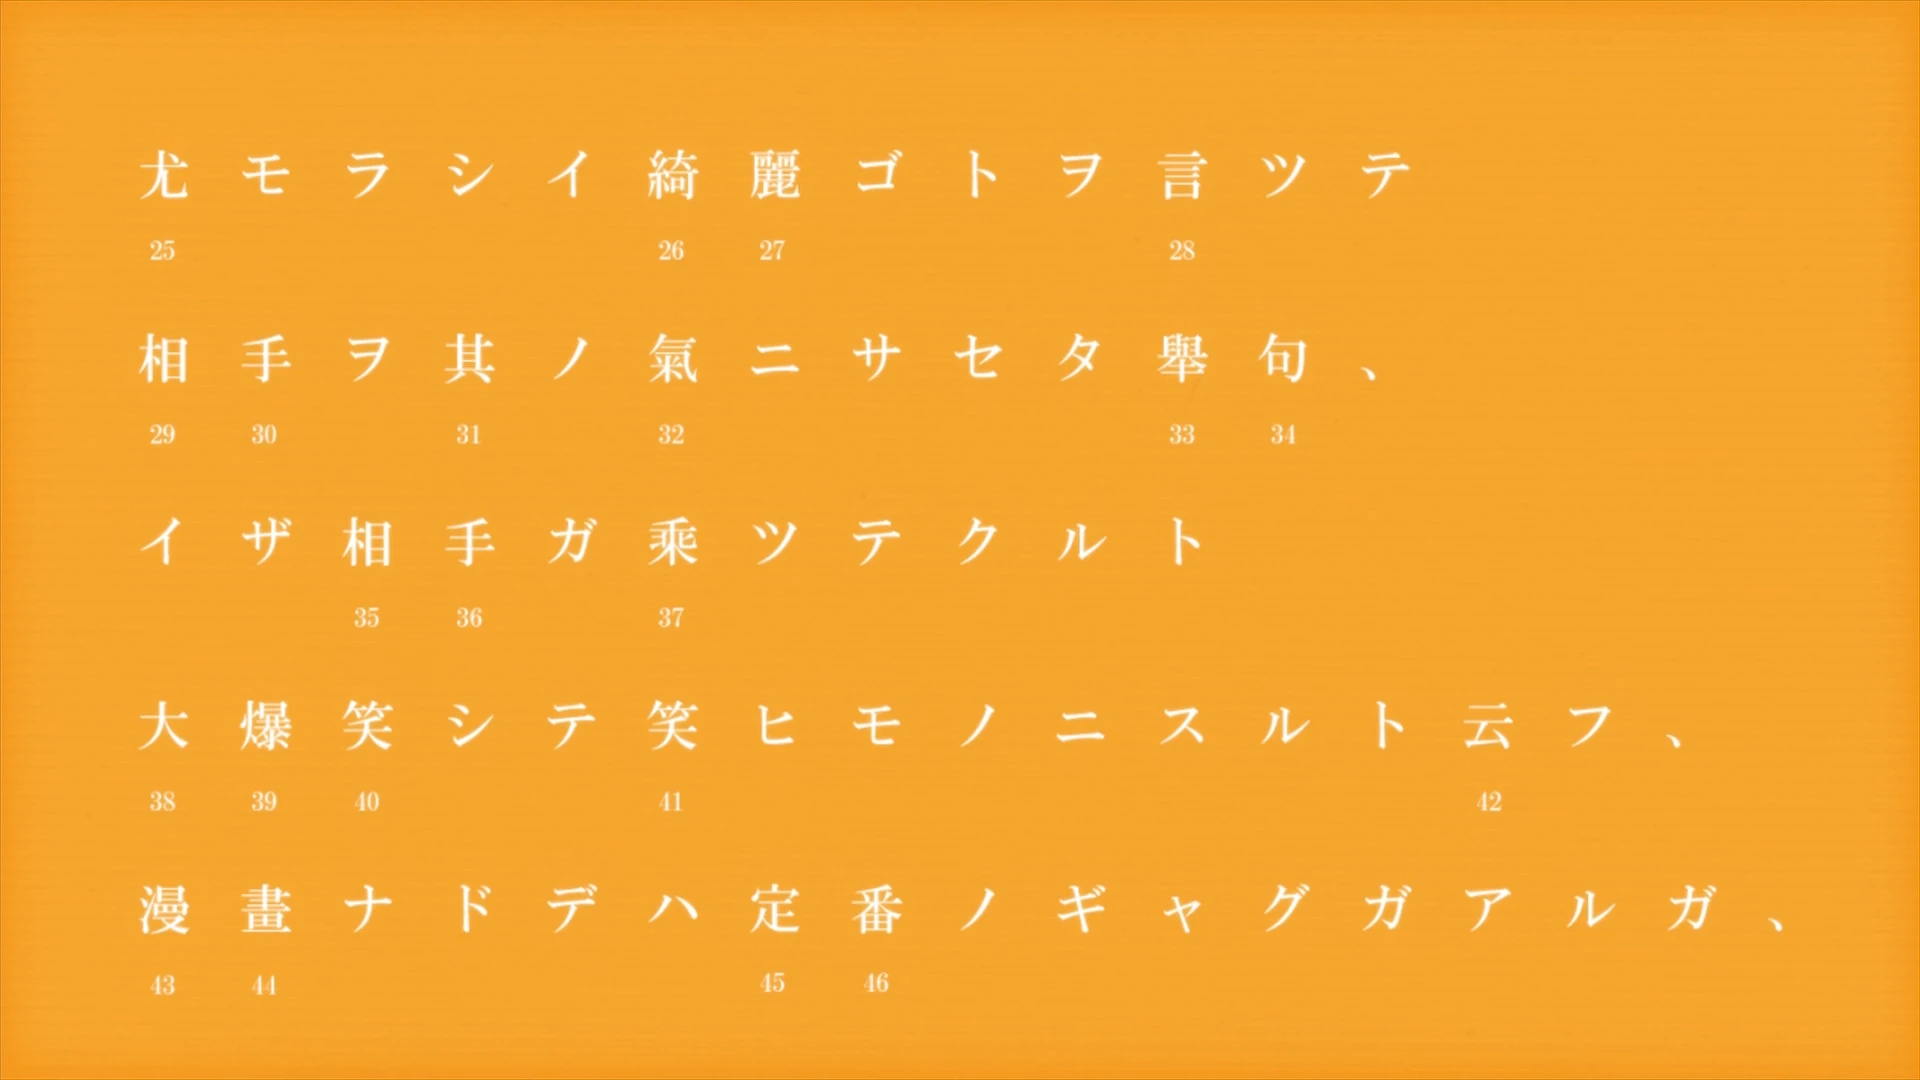 尤モラシイ綺麗ゴトヲ言ツテ
25 26 27 28
相手ヲ其ノ氣ニサセタ擧句、
29 30 31 32 33 34
イザ相手ガ乘ツテクルト
35 36 37
大爆笑シテ笑ヒモノニスルト云フ、
38 39 40 41 42
漫畫ナドデハ定番ノギャグガアルガ、
43 44 45 46